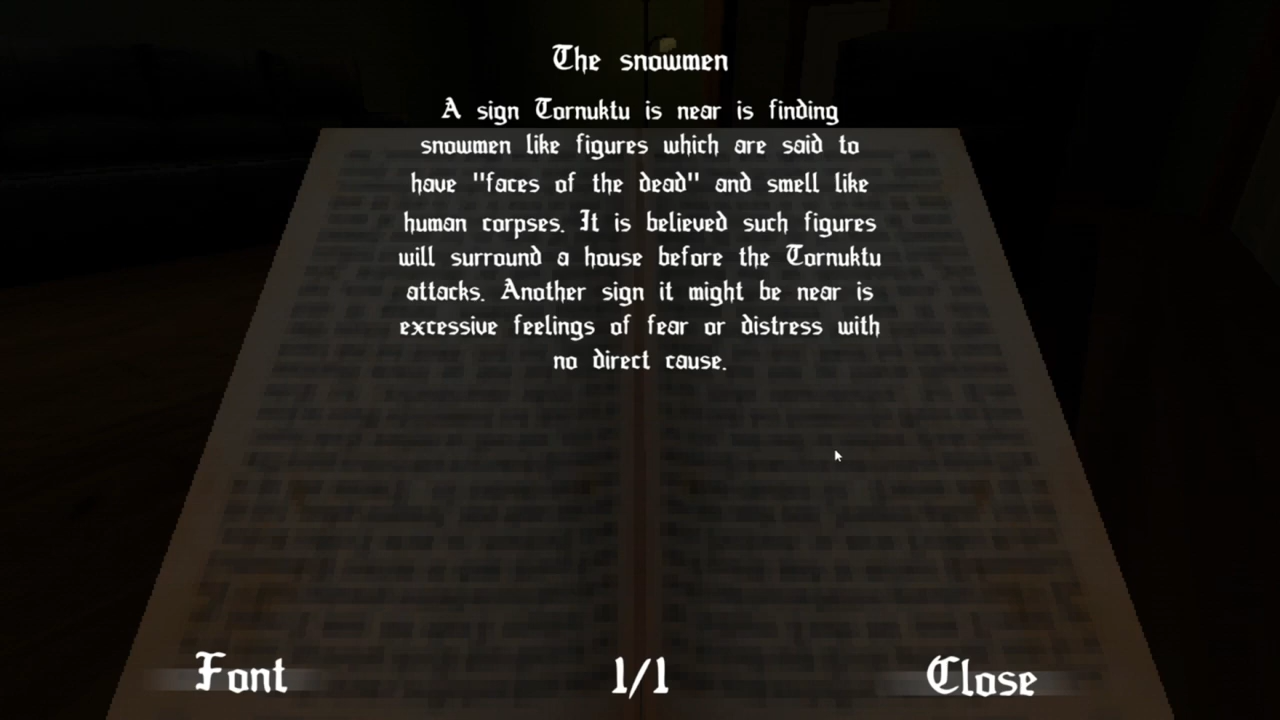 The snowmen
A sign Tornuktu is near is finding
snowmen like figures which are said to
have "faces of the dead" and smell like
human corpses. It is believed such figures
will surround a house before the Tornuktu
attacks. Another sign it might be near is
excessive feelings of fear or distress with
no direct cause.
Font
1/1
Close